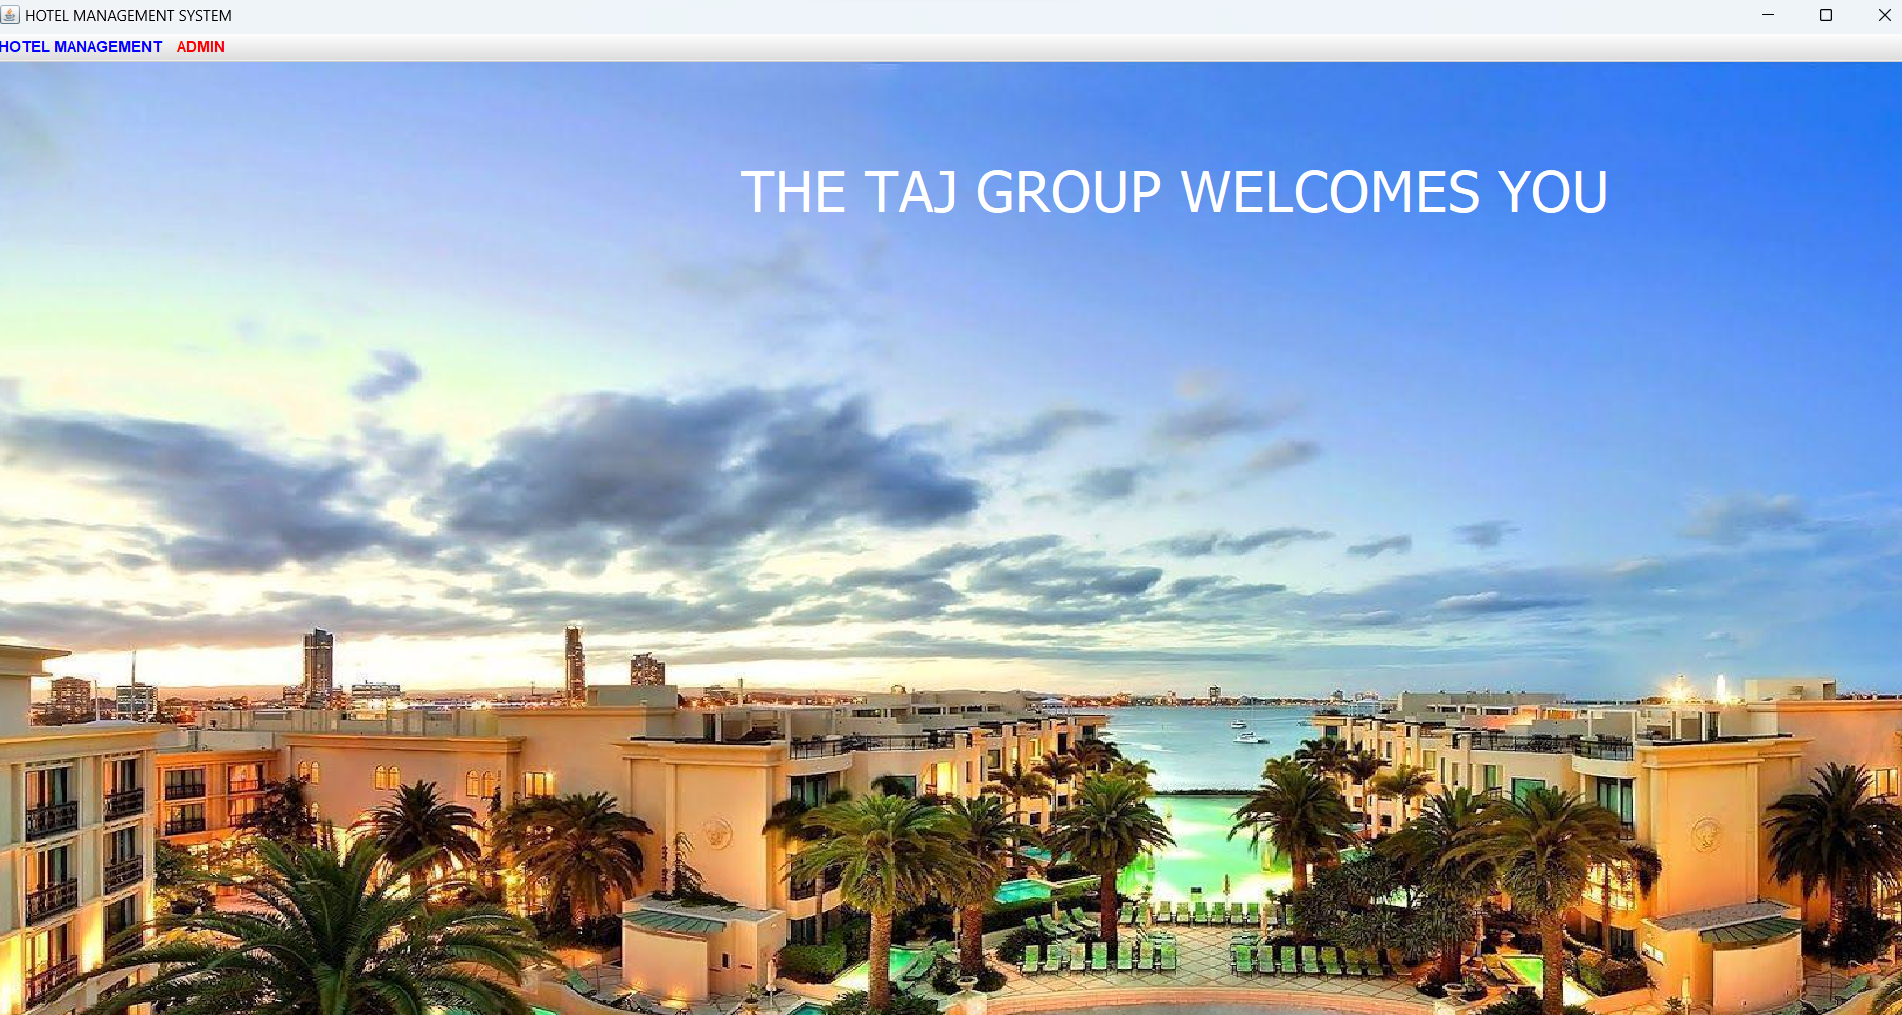 HOTEL MANAGEMENT SYSTEM
HOTEL MANAGEMENT ADMIN
THE TAJ GROUP WELCOMES YOU